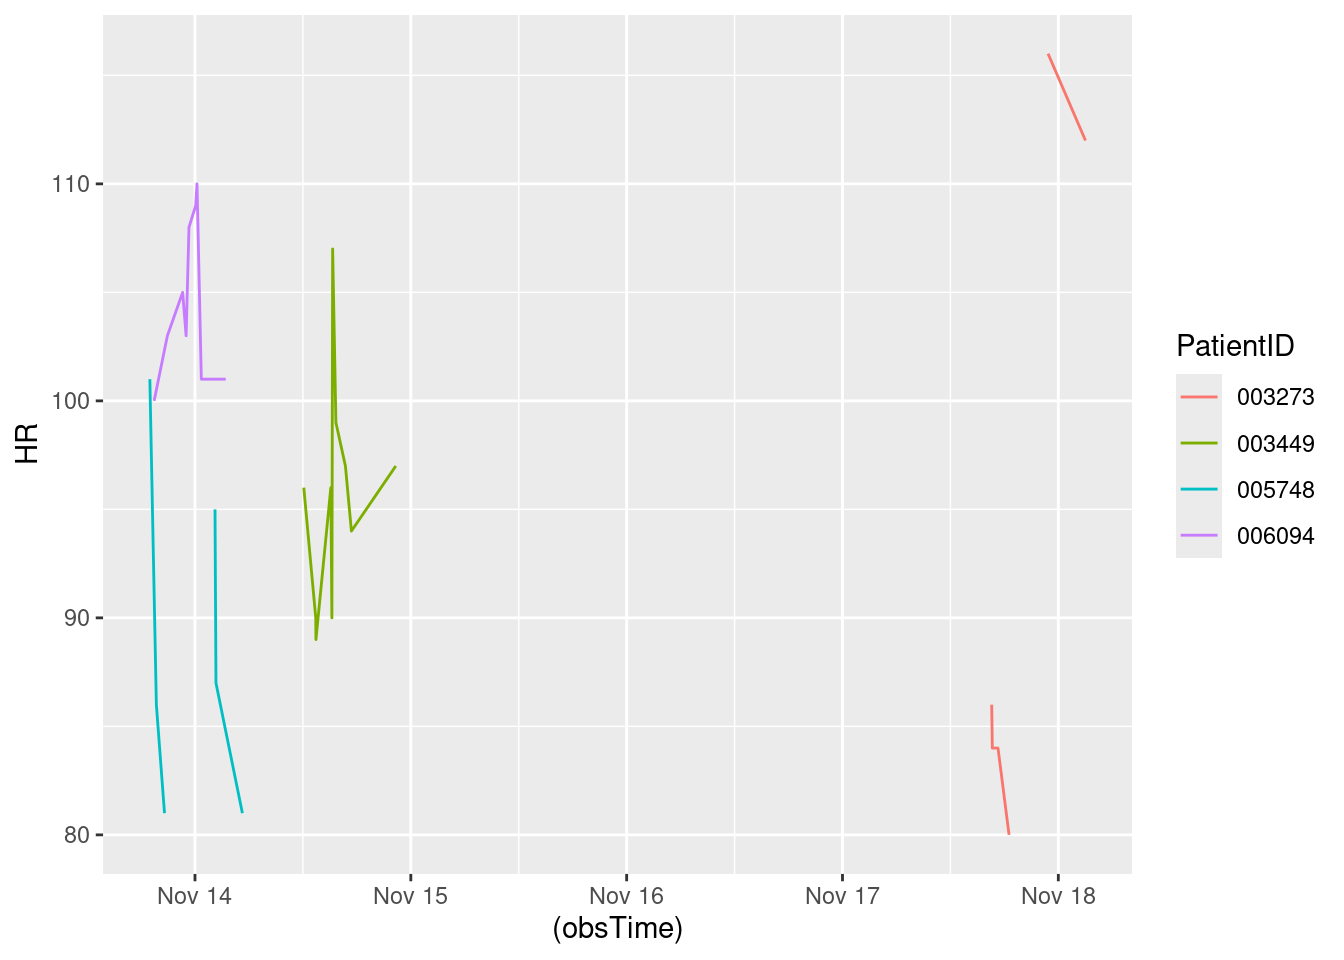 110
100
90
80
HR
Nov 14
Nov 15
Nov 16
Nov 17
Nov 18
(obsTime)
PatientID
003273
003449
005748
006094